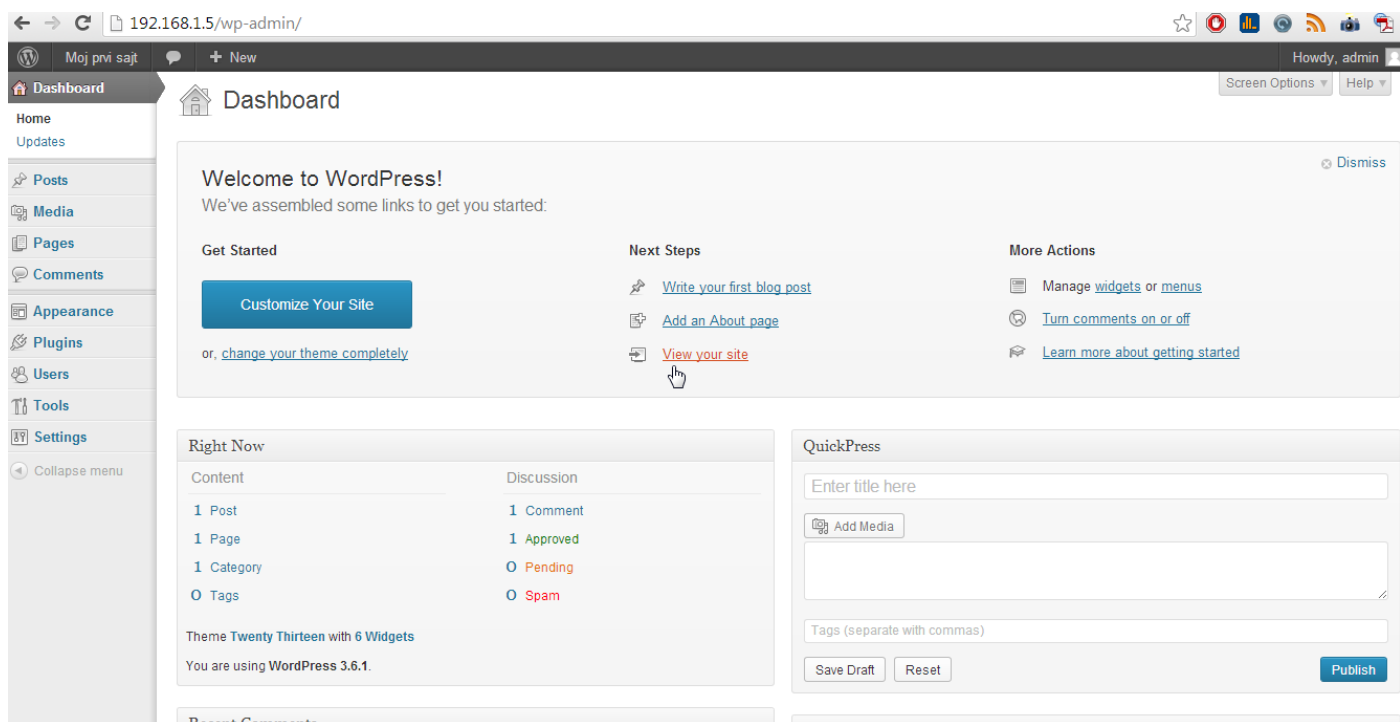 192.168.1.5/wp-admin/
Moj prvi sajt
+ New
Howdy, admin
Dashboard
Home
Updates
Posts
Media
Pages
Comments
Appearance
Plugins
Users
Tools
Settings
Collapse menu
Screen Options
Help
Dashboard
Dismiss
Welcome to WordPress!
We've assembled some links to get you started:
Get Started
Customize Your Site
or, change your theme completely
Next Steps
Write your first blog post
Add an About page
View your site
More Actions
Manage widgets or menus
Turn comments on or off
Learn more about getting started
Right Now
Content
1 Post
1 Page
1 Category
0 Tags
Discussion
1 Comment
1 Approved
0 Pending
0 Spam
Theme Twenty Thirteen with 6 Widgets
You are using WordPress 3.6.1.
QuickPress
Enter title here
Add Media
Tags (separate with commas)
Save Draft
Reset
Publish
Recent Comments